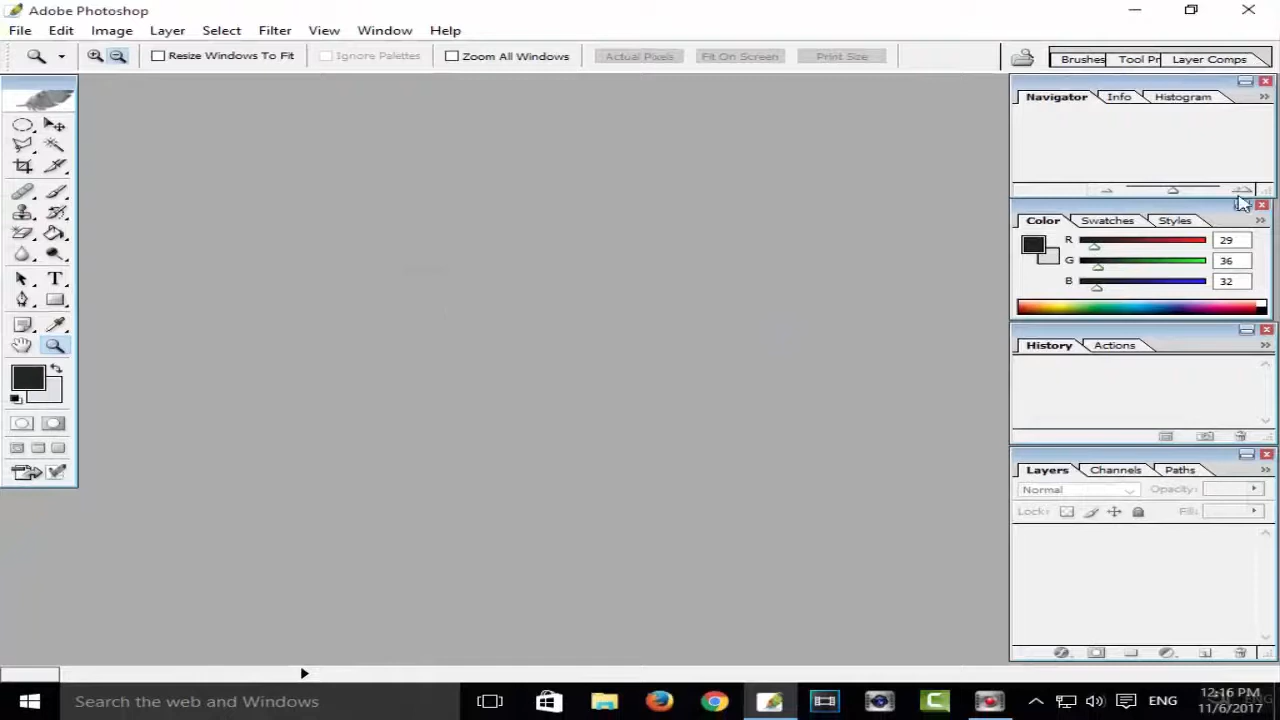 Adobe Photoshop
File Edit Image Layer Select Filter View Window Help
Resize Windows To Fit Ignore Palettes Zoom All Windows Actual Pixels Fit On Screen Print Size Brushes Tool Pr Layer Comps
Navigator Info Histogram
Color Swatches Styles
R 29
G 36
B 32
History Actions
Layers Channels Paths
Normal Opacity:
Lock: Fill:
Search the web and Windows
ENG
12:16 PM
11/6/2017